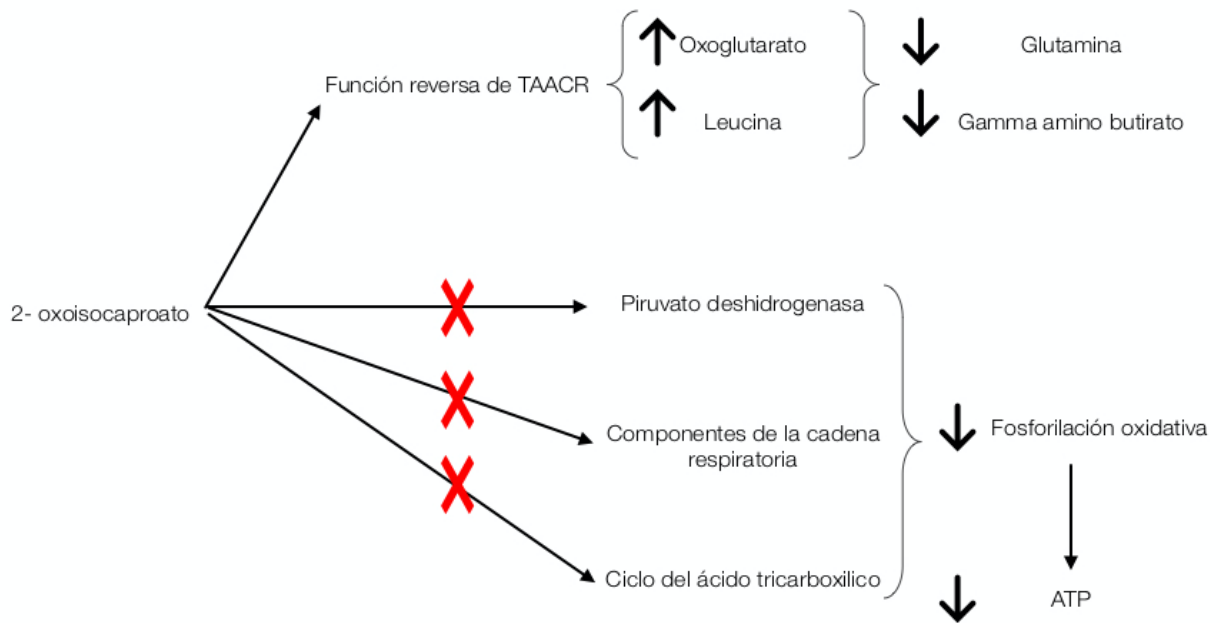 Oxoglutarato
Glutamina
Función reversa de TAACR
Leucina
Gamma amino butirato
2- oxoisocaproato
Piruvato deshidrogenasa
Componentes de la cadena
respiratoria
Fosforilación oxidativa
Ciclo del ácido tricarboxilico
ATP